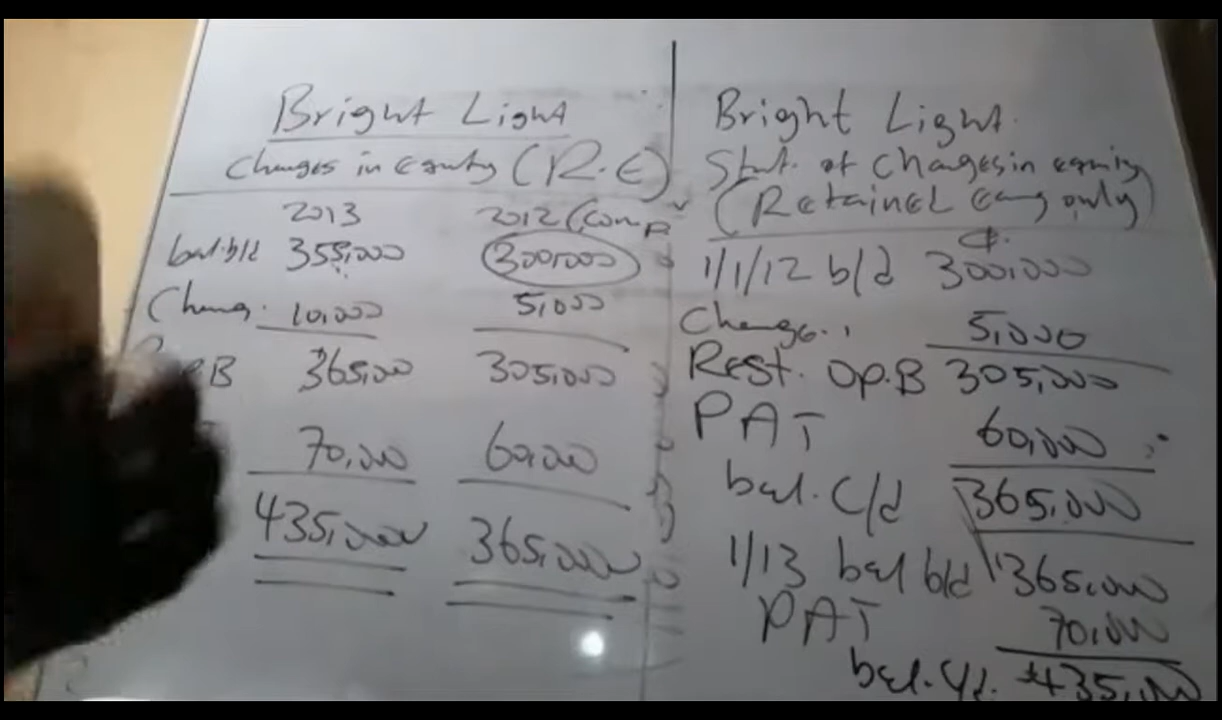 Bright Light
Changes in equity (R.E)
2013 2012 (Comp
bal. b/d 355,000 300,000
Chang. 10,000 5,000
B 365,00 305,000
70,000 60,000
435,000 365,000
Bright Light.
Stat. of Changes in equity
(Retained only)
1/1/12 b/d 300,000
Change. 5,000
Rest. Op.B 305,000
PAT 60,000
bal. C/d 365,000
1/13 bal b/d 365,000
PAT 70,000
bal. c/d. 435,000